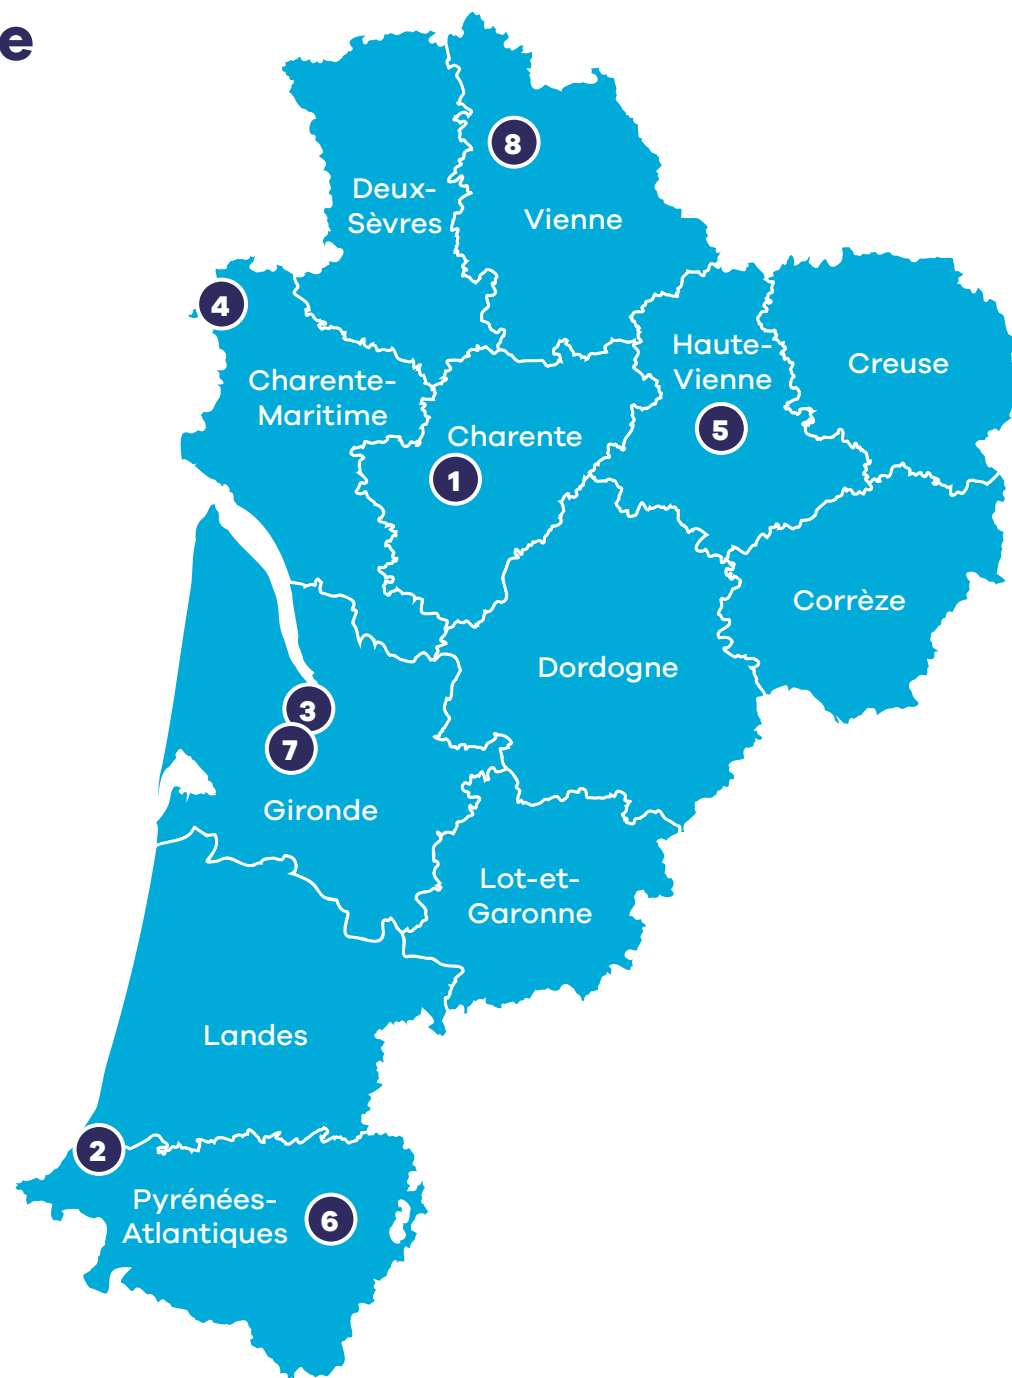 e
8
Deux-
Sèvres
Vienne
4
Haute-
Vienne
Creuse
Charente-
Maritime
5
Charente
1
Corrèze
Dordogne
3
7
Gironde
Lot-et-
Garonne
Landes
2
Pyrénées-
Atlantiques
6